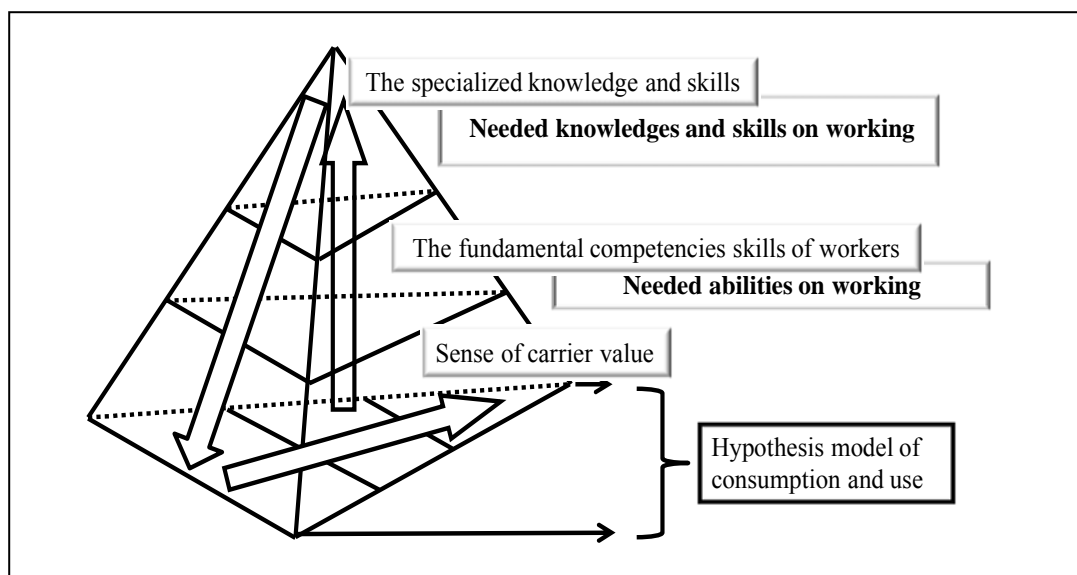 The specialized knowledge and skills
Needed knowledges and skills on working
The fundamental competencies skills of workers
Needed abilities on working
Sense of carrier value
Hypothesis model of
consumption and use